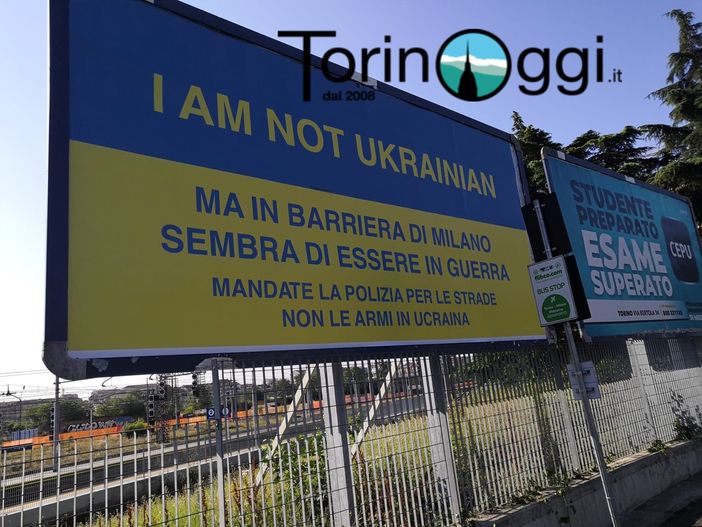 TorinOggi.it
dal 2008
I AM NOT UKRAINIAN
MA IN BARRIERA DI MILANO
SEMBRA DI ESSERE IN GUERRA
MANDATE LA POLIZIA PER LE STRADE
NON LE ARMI IN UCRAINA
STUDENTE
PREPARATO
ESAME
SUPERATO
CEPU
BUS STOP